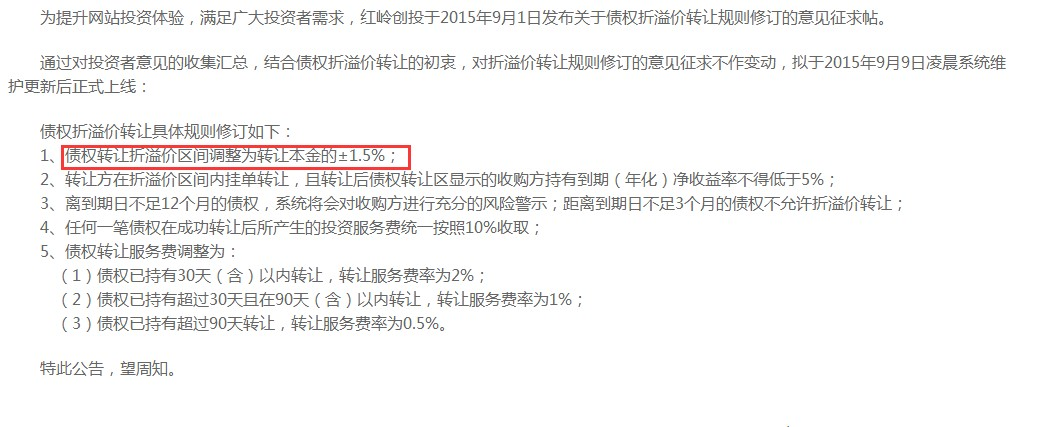 为提升网站投资体验，满足广大投资者需求，红岭创投于2015年9月1日发布关于债权折溢价转让规则修订的意见征求帖。
通过对投资者意见的收集汇总，结合债权折溢价转让的初衷，对折溢价转让规则修订的意见征求不作变动，拟于2015年9月9日凌晨系统维
护更新后正式上线：
债权折溢价转让具体规则修订如下：
1、债权转让折溢价区间调整为转让本金的±1.5%；
2、转让方在折溢价区间内挂单转让，且转让后债权转让区显示的收购方持有到期（年化）净收益率不得低于5%；
3、离到期日不足12个月的债权，系统将会对收购方进行充分的风险警示；距离到期日不足3个月的债权不允许折溢价转让；
4、任何一笔债权在成功转让后所产生的投资服务费统一按照10%收取；
5、债权转让服务费调整为：
（1）债权已持有30天（含）以内转让，转让服务费率为2%；
（2）债权已持有超过30天且在90天（含）以内转让，转让服务费率为1%；
（3）债权已持有超过90天转让，转让服务费率为0.5%。
特此公告，望周知。